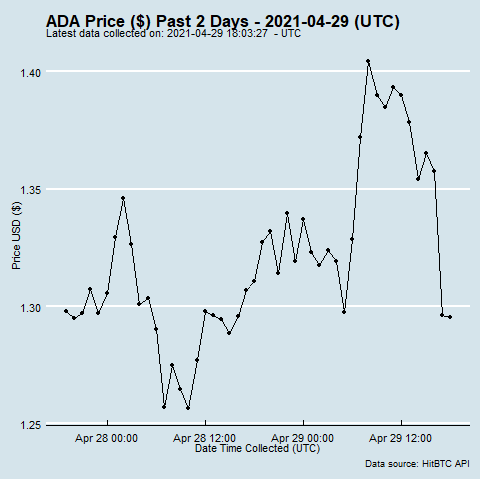 ADA Price ($) Past 2 Days - 2021-04-29 (UTC)
Latest data collected on: 2021-04-29 18:03:27  - UTC
1.40
1.35
1.30
1.25
Price USD ($)
Apr 28 00:00 Apr 28 12:00 Apr 29 00:00 Apr 29 12:00
Date Time Collected (UTC)
Data source: HitBTC API